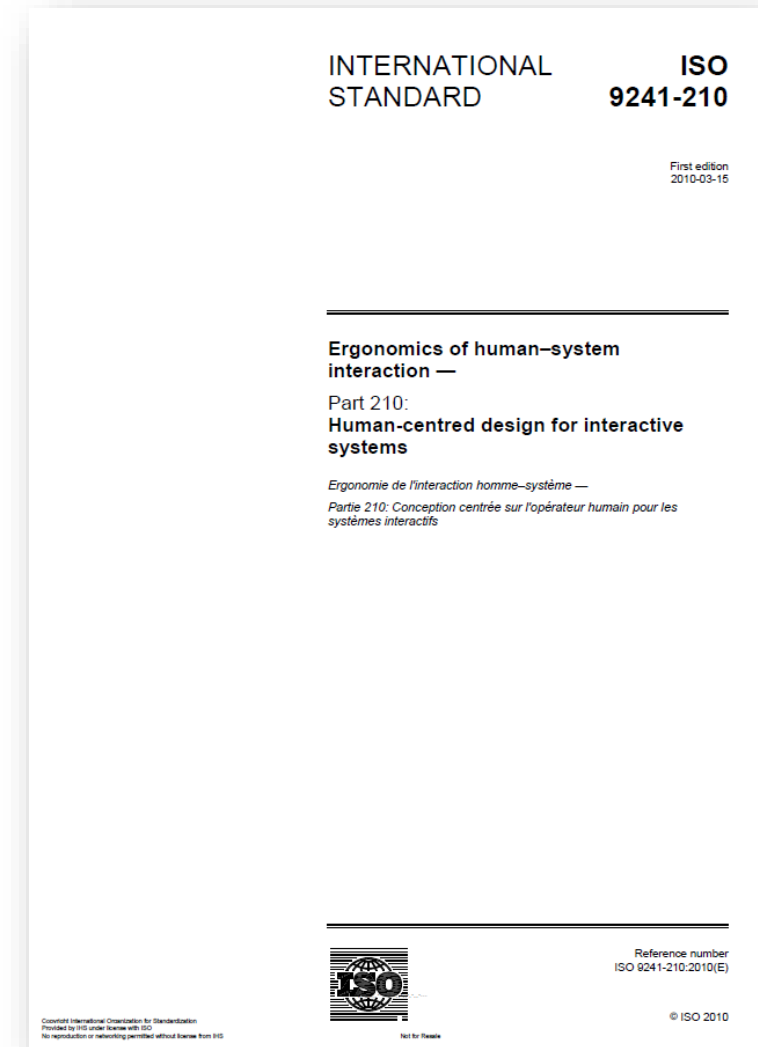 INTERNATIONAL
STANDARD
ISO
9241-210
First edition
2010-03-15
Ergonomics of human–system
interaction —
Part 210:
Human-centred design for interactive
systems
Ergonomie de l'interaction homme–système —
Partie 210: Conception centrée sur l'opérateur humain pour les
systèmes interactifs
ISO
Reference number
ISO 9241-210:2010(E)
© ISO 2010
Copyright International Organization for Standardization
Provided by IHS under license with ISO
No reproduction or networking permitted without license from IHS
Not for Resale